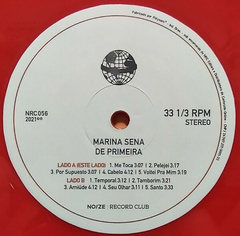 NRC056
2021
33 1/3 RPM
STEREO
MARINA SENA
DE PRIMEIRA
LADO A (ESTE LADO) 1. Me Toca 3:07 | 2. Pelejei 3:17
3. Por Supuesto 3:07 | 4. Cabelo 4:12 | 5. Voltei Pra Mim 3:19
LADO B 1. Temporal 3:12 | 2. Tamborim 3:21
3. Amiúde 4:12 | 4. Seu Olhar 3:11 | 5. Santo 3:33
NOIZE RECORD CLUB